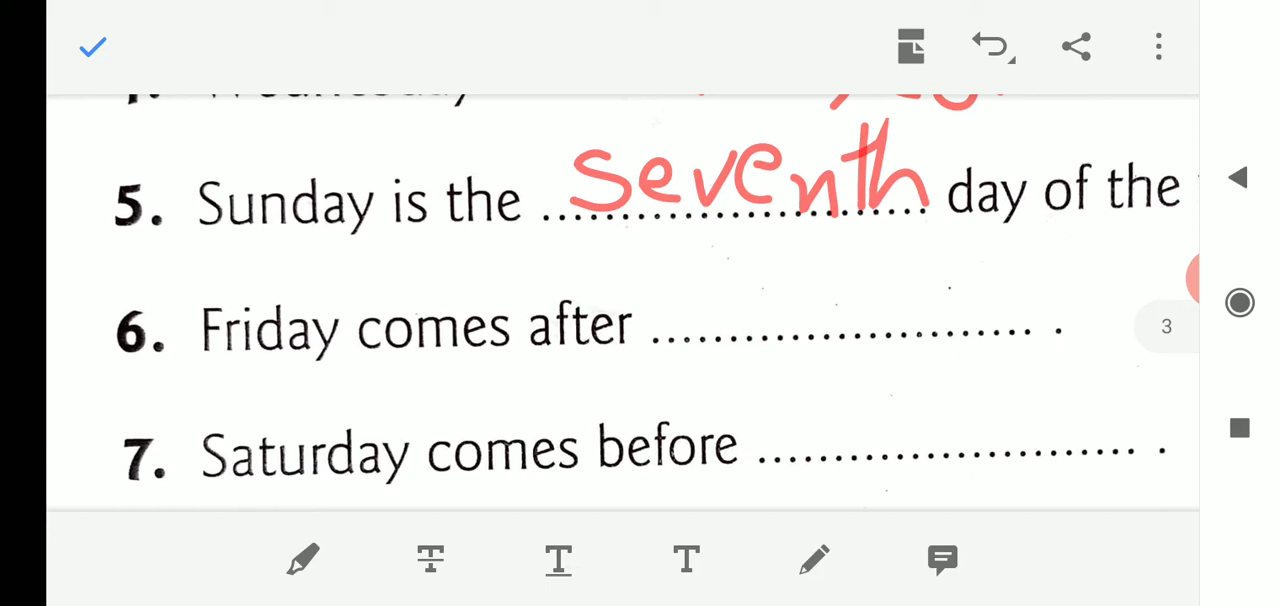 5. Sunday is the seventh day of the
6. Friday comes after .............................. .
3
7. Saturday comes before .............................. .